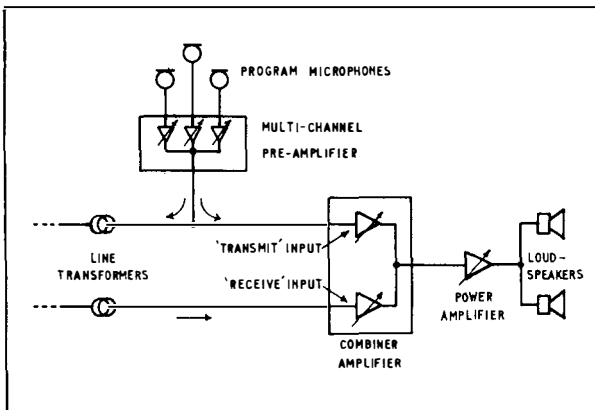 PROGRAM MICROPHONES
MULTI-CHANNEL
PRE-AMPLIFIER
LINE
TRANSFORMERS
'TRANSMIT' INPUT
'RECEIVE' INPUT
COMBINER
AMPLIFIER
POWER
AMPLIFIER
LOUD-
SPEAKERS